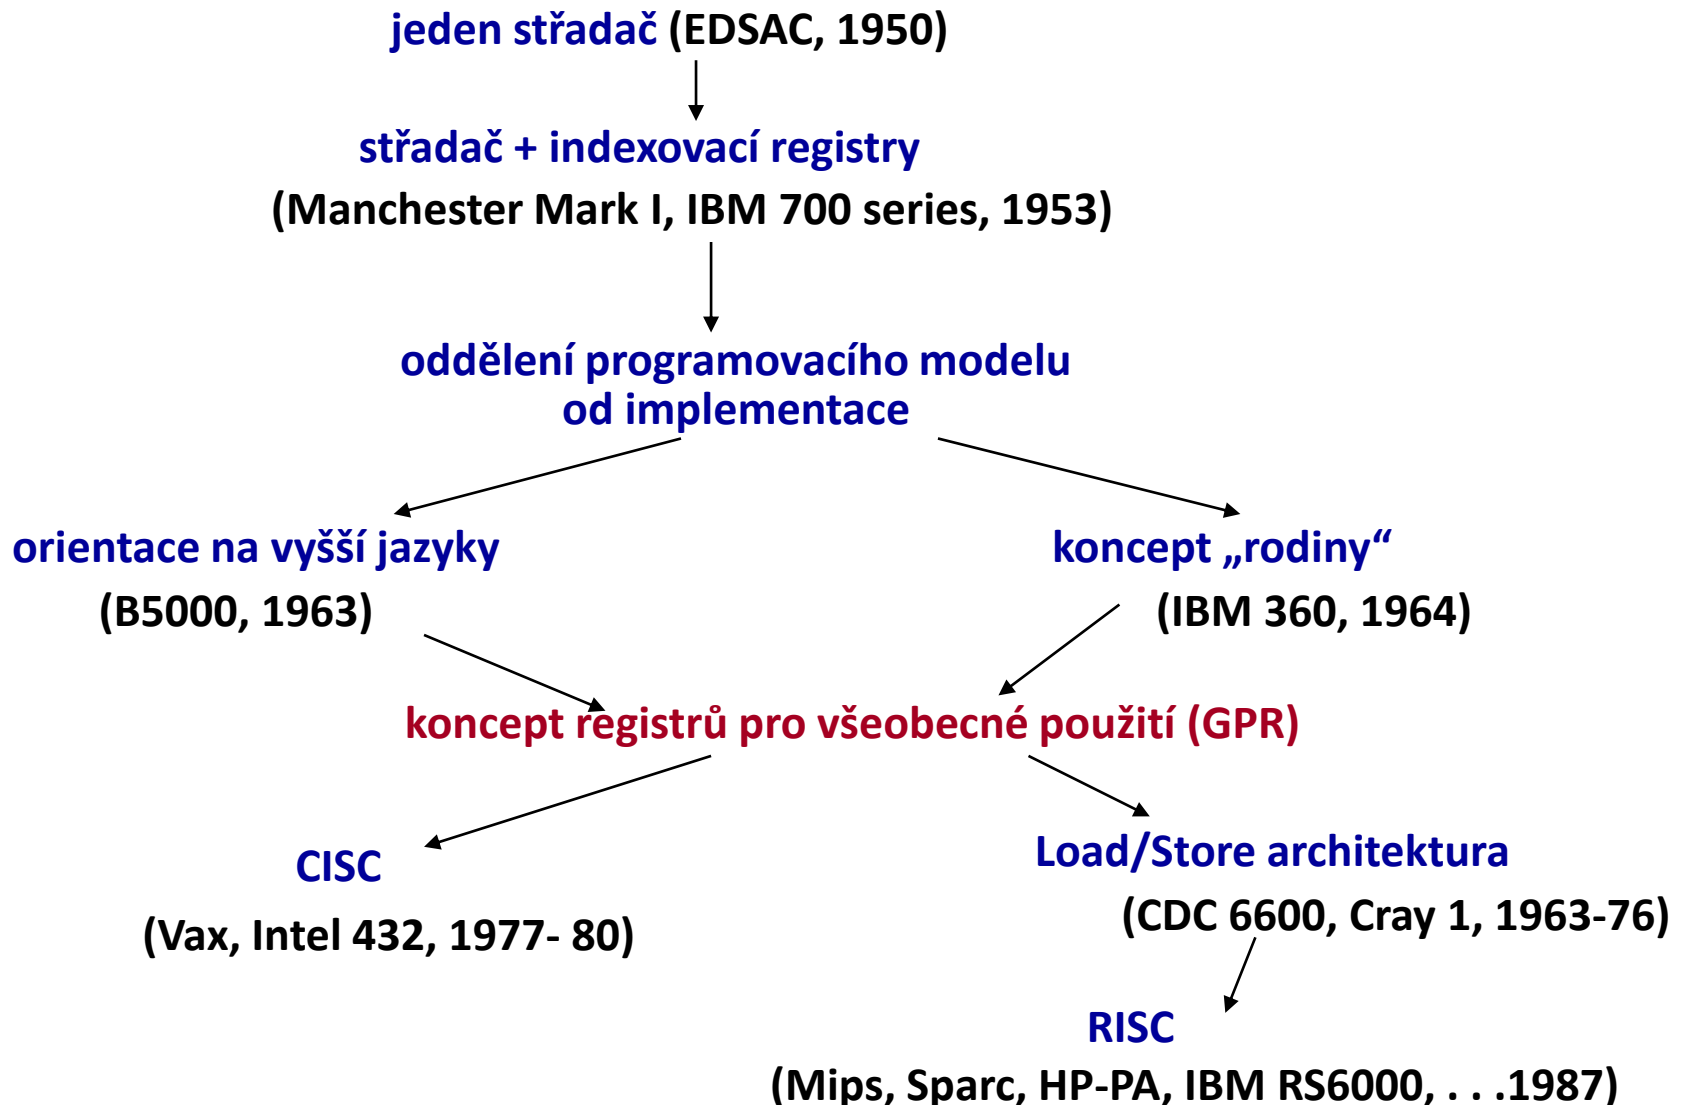 jeden střadač (EDSAC, 1950)
střadač + indexovací registry
(Manchester Mark I, IBM 700 series, 1953)
oddělení programovacího modelu
od implementace
orientace na vyšší jazyky
(B5000, 1963)
koncept „rodiny“
(IBM 360, 1964)
koncept registrů pro všeobecné použití (GPR)
CISC
(Vax, Intel 432, 1977- 80)
Load/Store architektura
(CDC 6600, Cray 1, 1963-76)
RISC
(Mips, Sparc, HP-PA, IBM RS6000, . . .1987)